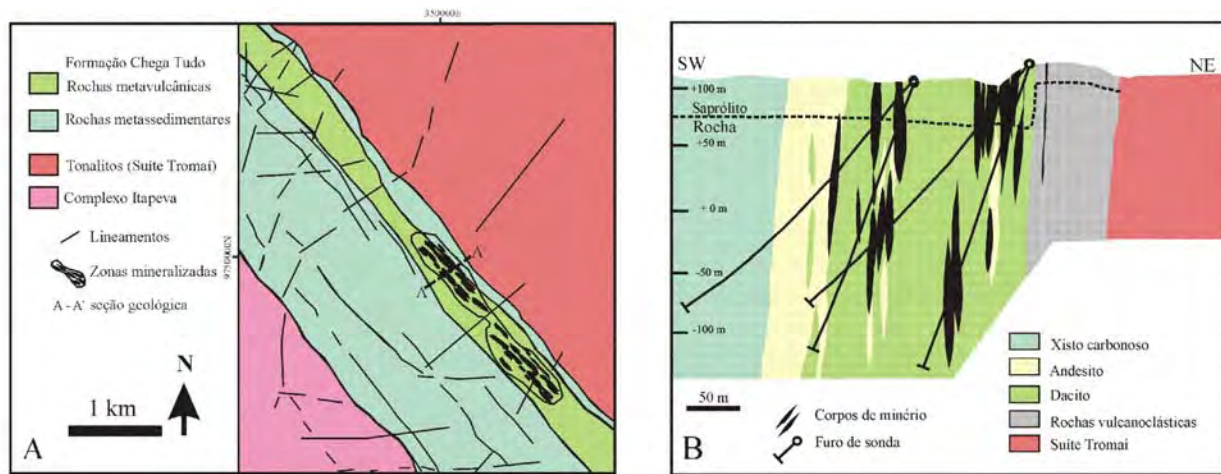 350000E
9750000N
Formação Chega Tudo
Rochas metavulcânicas
Rochas metassedimentares
Tonalitos (Suíte Tromaí)
Complexo Itapeva
Lineamentos
Zonas mineralizadas
A - A' seção geológica
N
1 km
A
A'
A
SW
NE
+100 m
Saprólito
Rocha
+50 m
+ 0 m
-50 m
-100 m
50 m
Corpos de minério
Furo de sonda
B
Xisto carbonoso
Andesito
Dacito
Rochas vulcanoclásticas
Suíte Tromaí